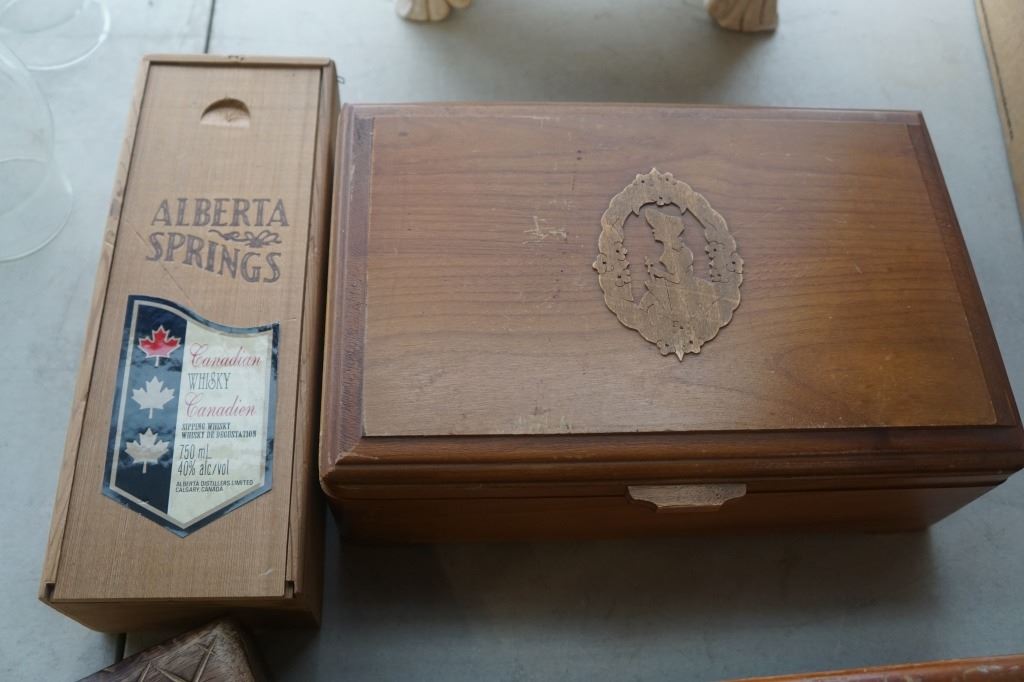 ALBERTA
SPRINGS
Canadian
WHISKY
Canadien
SIPPING WHISKY
WHISKY DE DEGUSTATION
750 mL
40% alc/vol
ALBERTA DISTILLERS LIMITED
CALGARY, CANADA